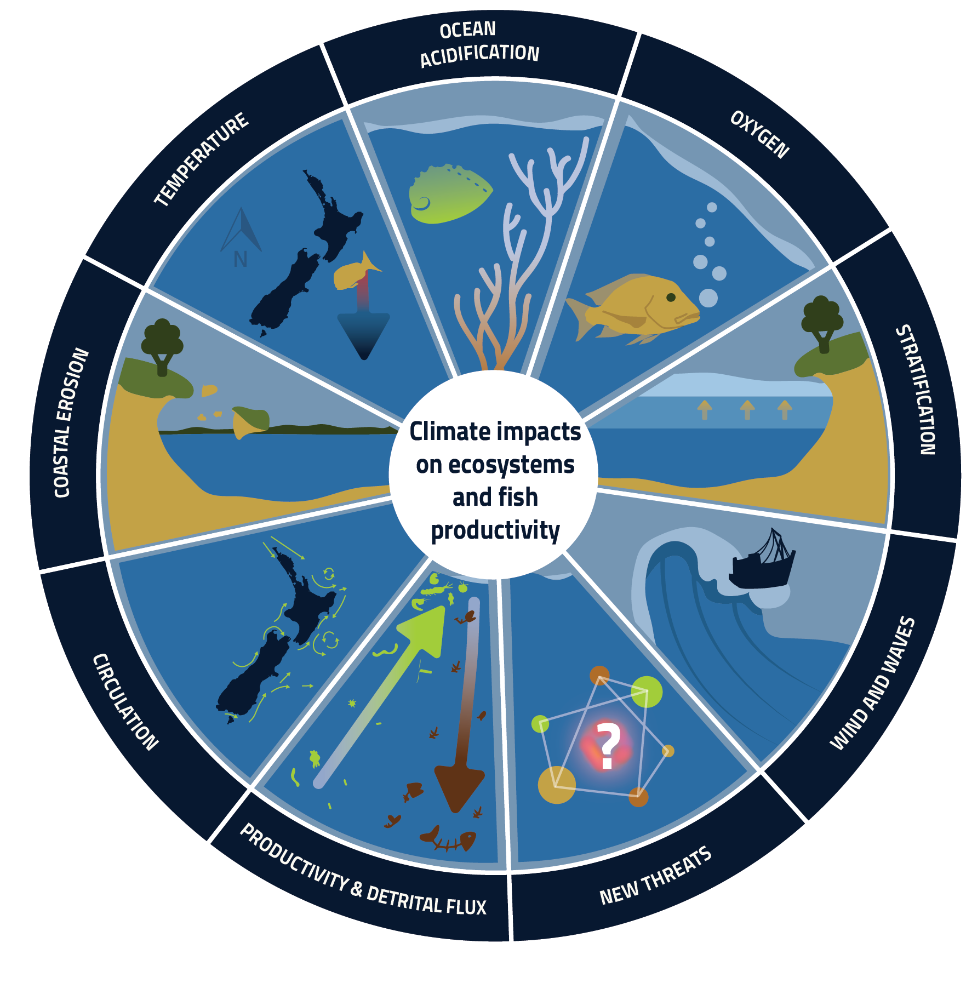 OCEAN
ACIDIFICATION
OXYGEN
STRATIFICATION
WIND AND WAVES
NEW THREATS
PRODUCTIVITY & DETRITAL FLUX
CIRCULATION
COASTAL EROSION
TEMPERATURE
N
Climate impacts
on ecosystems
and fish
productivity
?